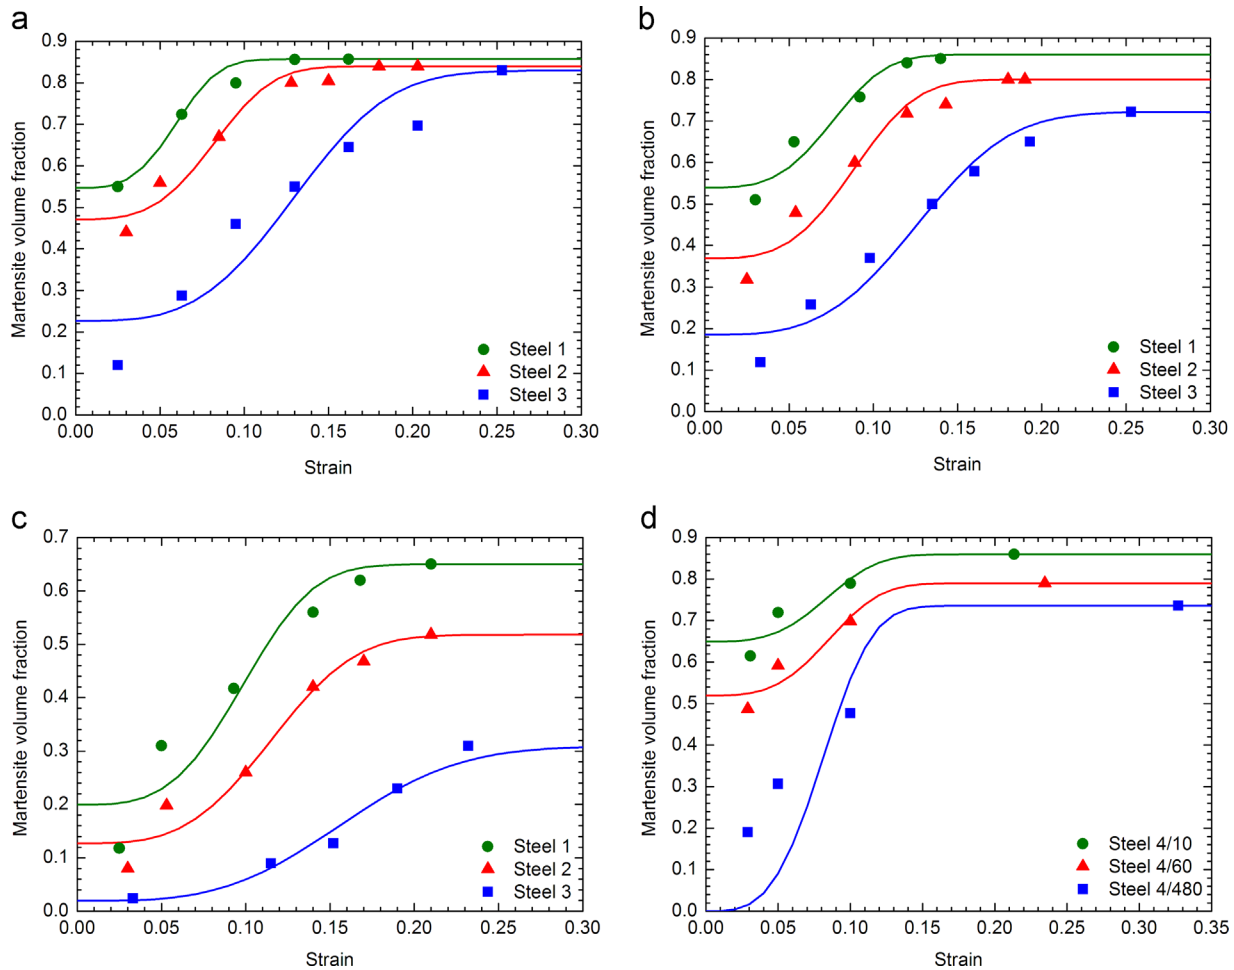 a
0.9
0.8
0.7
0.6
0.5
0.4
0.3
0.2
0.1
0.0
Martensite volume fraction
Steel 1
Steel 2
Steel 3
0.00 0.05 0.10 0.15 0.20 0.25 0.30
Strain
b
0.9
0.8
0.7
0.6
0.5
0.4
0.3
0.2
0.1
0.0
Martensite volume fraction
Steel 1
Steel 2
Steel 3
0.00 0.05 0.10 0.15 0.20 0.25 0.30
Strain
c
0.7
0.6
0.5
0.4
0.3
0.2
0.1
0.0
Martensite volume fraction
Steel 1
Steel 2
Steel 3
0.00 0.05 0.10 0.15 0.20 0.25 0.30
Strain
d
0.9
0.8
0.7
0.6
0.5
0.4
0.3
0.2
0.1
0.0
Martensite volume fraction
Steel 4/10
Steel 4/60
Steel 4/480
0.00 0.05 0.10 0.15 0.20 0.25 0.30 0.35
Strain